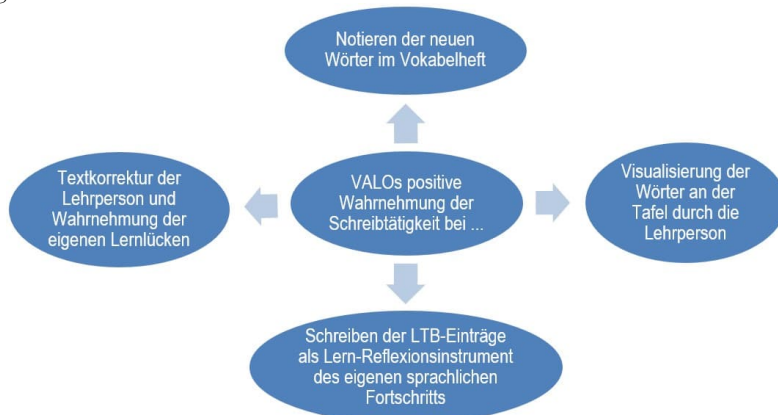 Notieren der neuen
Wörter im Vokabelheft
Textkorrektur der
Lehrperson und
Wahrnehmung der
eigenen Lernlücken
VALOs positive
Wahrnehmung der
Schreibtätigkeit bei ...
Visualisierung der
Wörter an der
Tafel durch die
Lehrperson
Schreiben der LTB-Einträge
als Lern-Reflexionsinstrument
des eigenen sprachlichen
Fortschritts